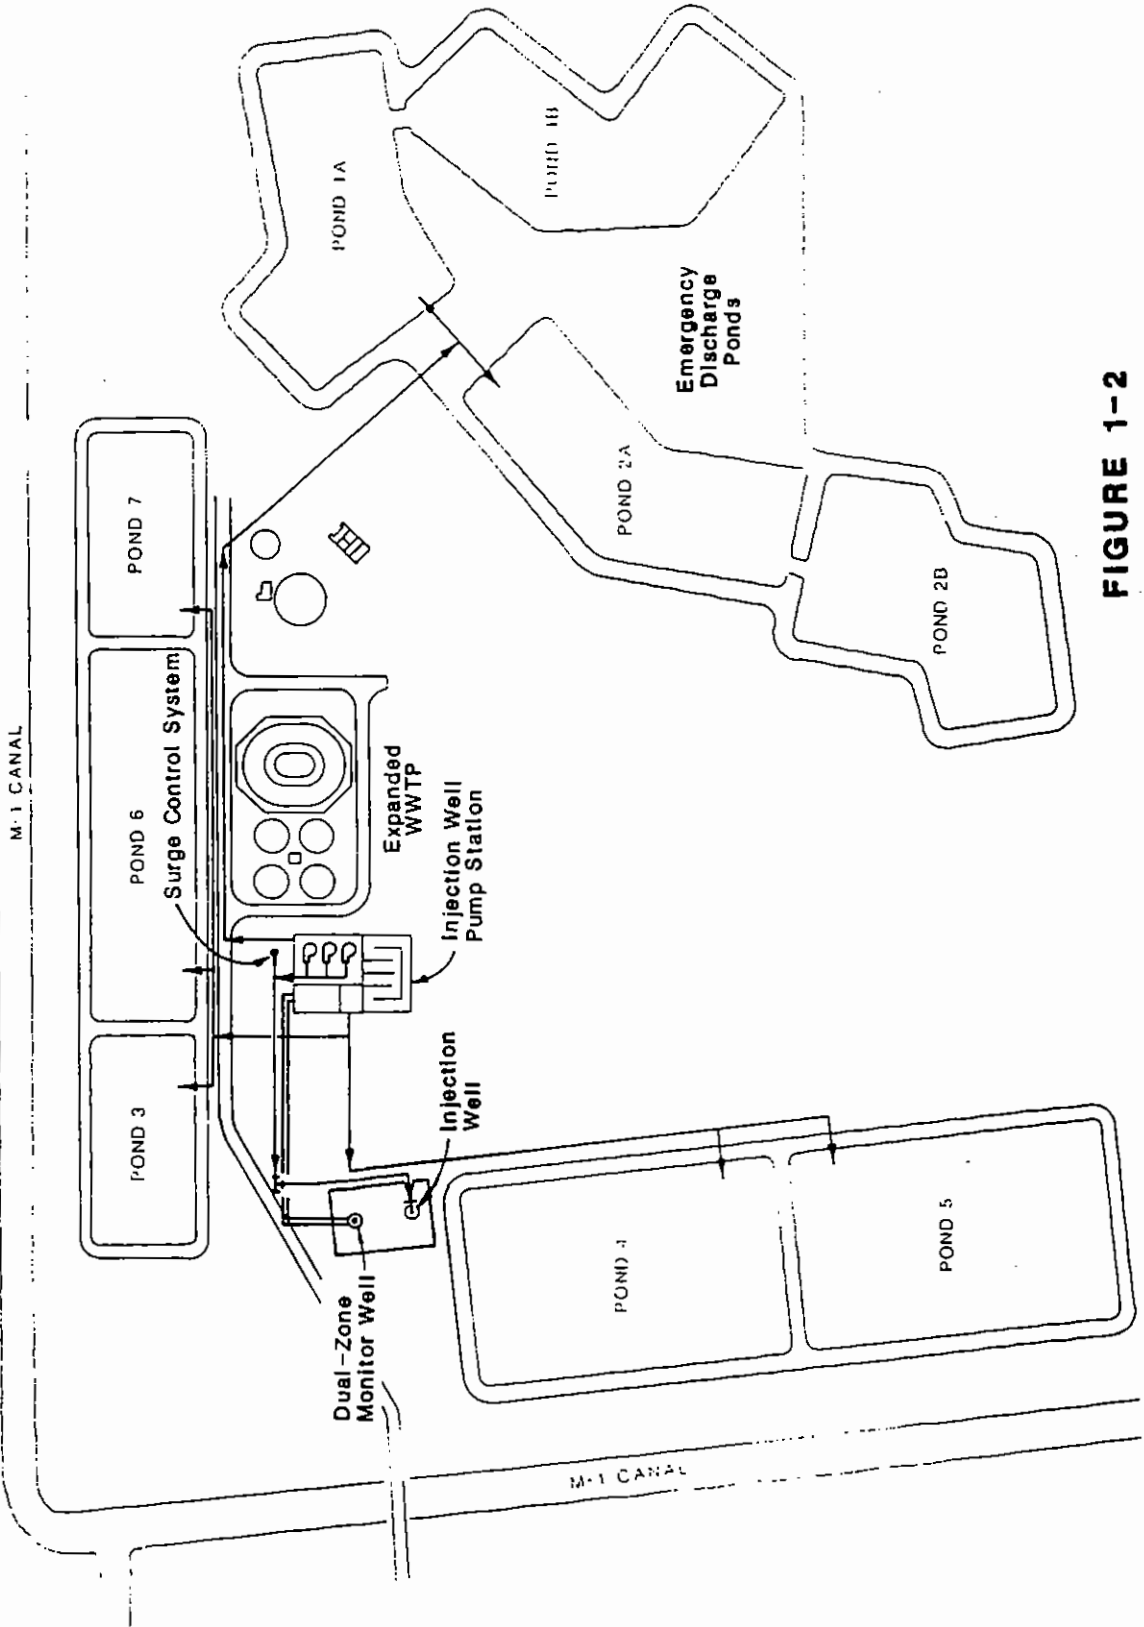 M-1 CANAL
POND 3
POND 6
POND 7
Surge Control System
Dual-Zone
Monitor Well
Injection
Well
Injection Well
Pump Station
Expanded
WWTP
POND 1A
POND 1B
POND 4
POND 5
POND 2A
POND 2B
Emergency
Discharge
Ponds
M-1 CANAL
FIGURE 1-2